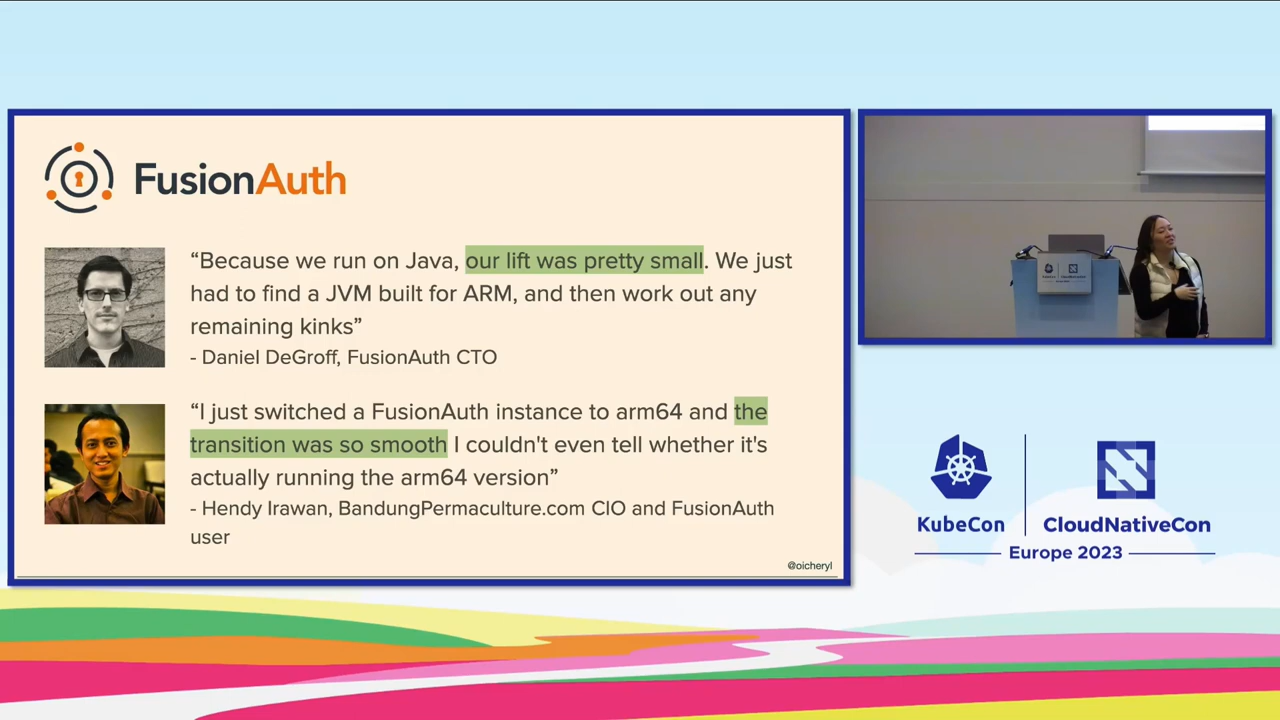 FusionAuth
“Because we run on Java, our lift was pretty small. We just
had to find a JVM built for ARM, and then work out any
remaining kinks”
- Daniel DeGroff, FusionAuth CTO
“I just switched a FusionAuth instance to arm64 and the
transition was so smooth I couldn't even tell whether it's
actually running the arm64 version”
- Hendy Irawan, BandungPermaculture.com CIO and FusionAuth
user
@oicheryl
KubeCon
CloudNativeCon
Europe 2023